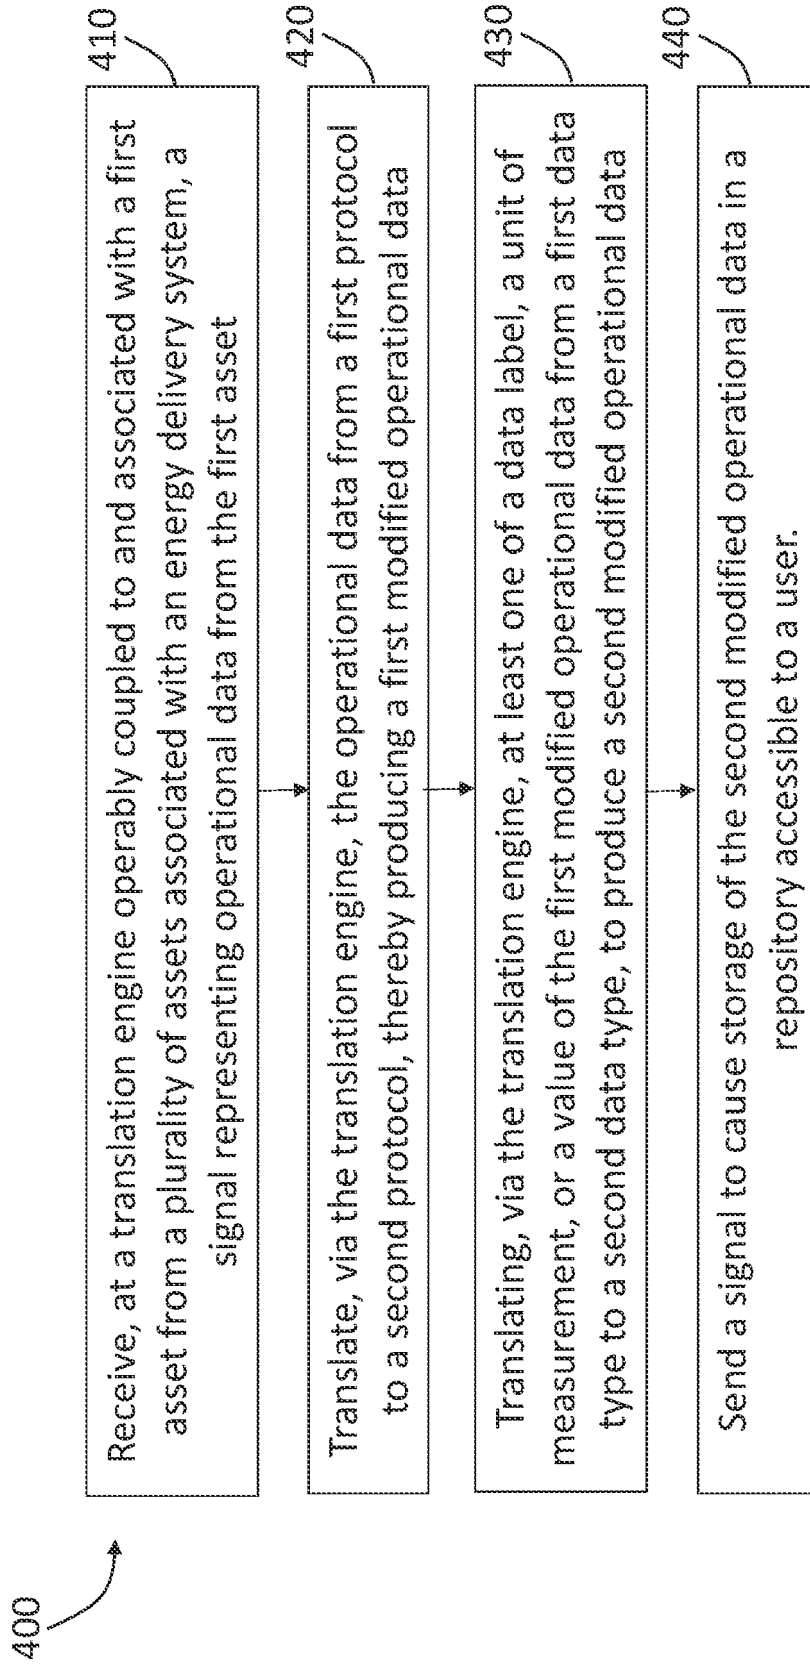 400
410
Receive, at a translation engine operably coupled to and associated with a first
asset from a plurality of assets associated with an energy delivery system, a
signal representing operational data from the first asset
420
Translate, via the translation engine, the operational data from a first protocol
to a second protocol, thereby producing a first modified operational data
430
Translating, via the translation engine, at least one of a data label, a unit of
measurement, or a value of the first modified operational data from a first data
type to a second data type, to produce a second modified operational data
440
Send a signal to cause storage of the second modified operational data in a
repository accessible to a user.